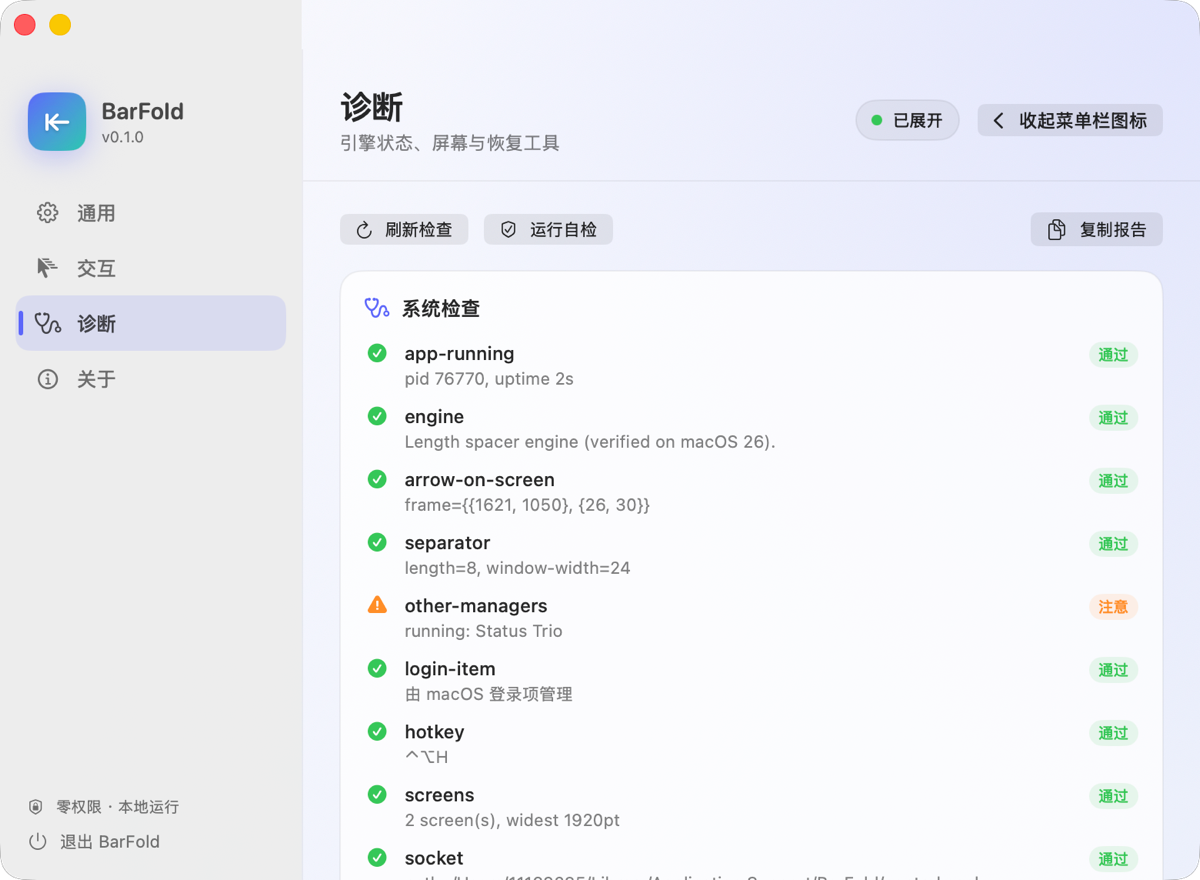 BarFold
v0.1.0
通用
交互
诊断
关于
零权限 · 本地运行
退出 BarFold
诊断
引擎状态、屏幕与恢复工具
已展开
收起菜单栏图标
刷新检查
运行自检
复制报告
系统检查
app-running
通过
pid 76770, uptime 2s
engine
通过
Length spacer engine (verified on macOS 26).
arrow-on-screen
通过
frame={{1621, 1050}, {26, 30}}
separator
通过
length=8, window-width=24
other-managers
注意
running: Status Trio
login-item
通过
由 macOS 登录项管理
hotkey
通过
^⌥H
screens
通过
2 screen(s), widest 1920pt
socket
通过